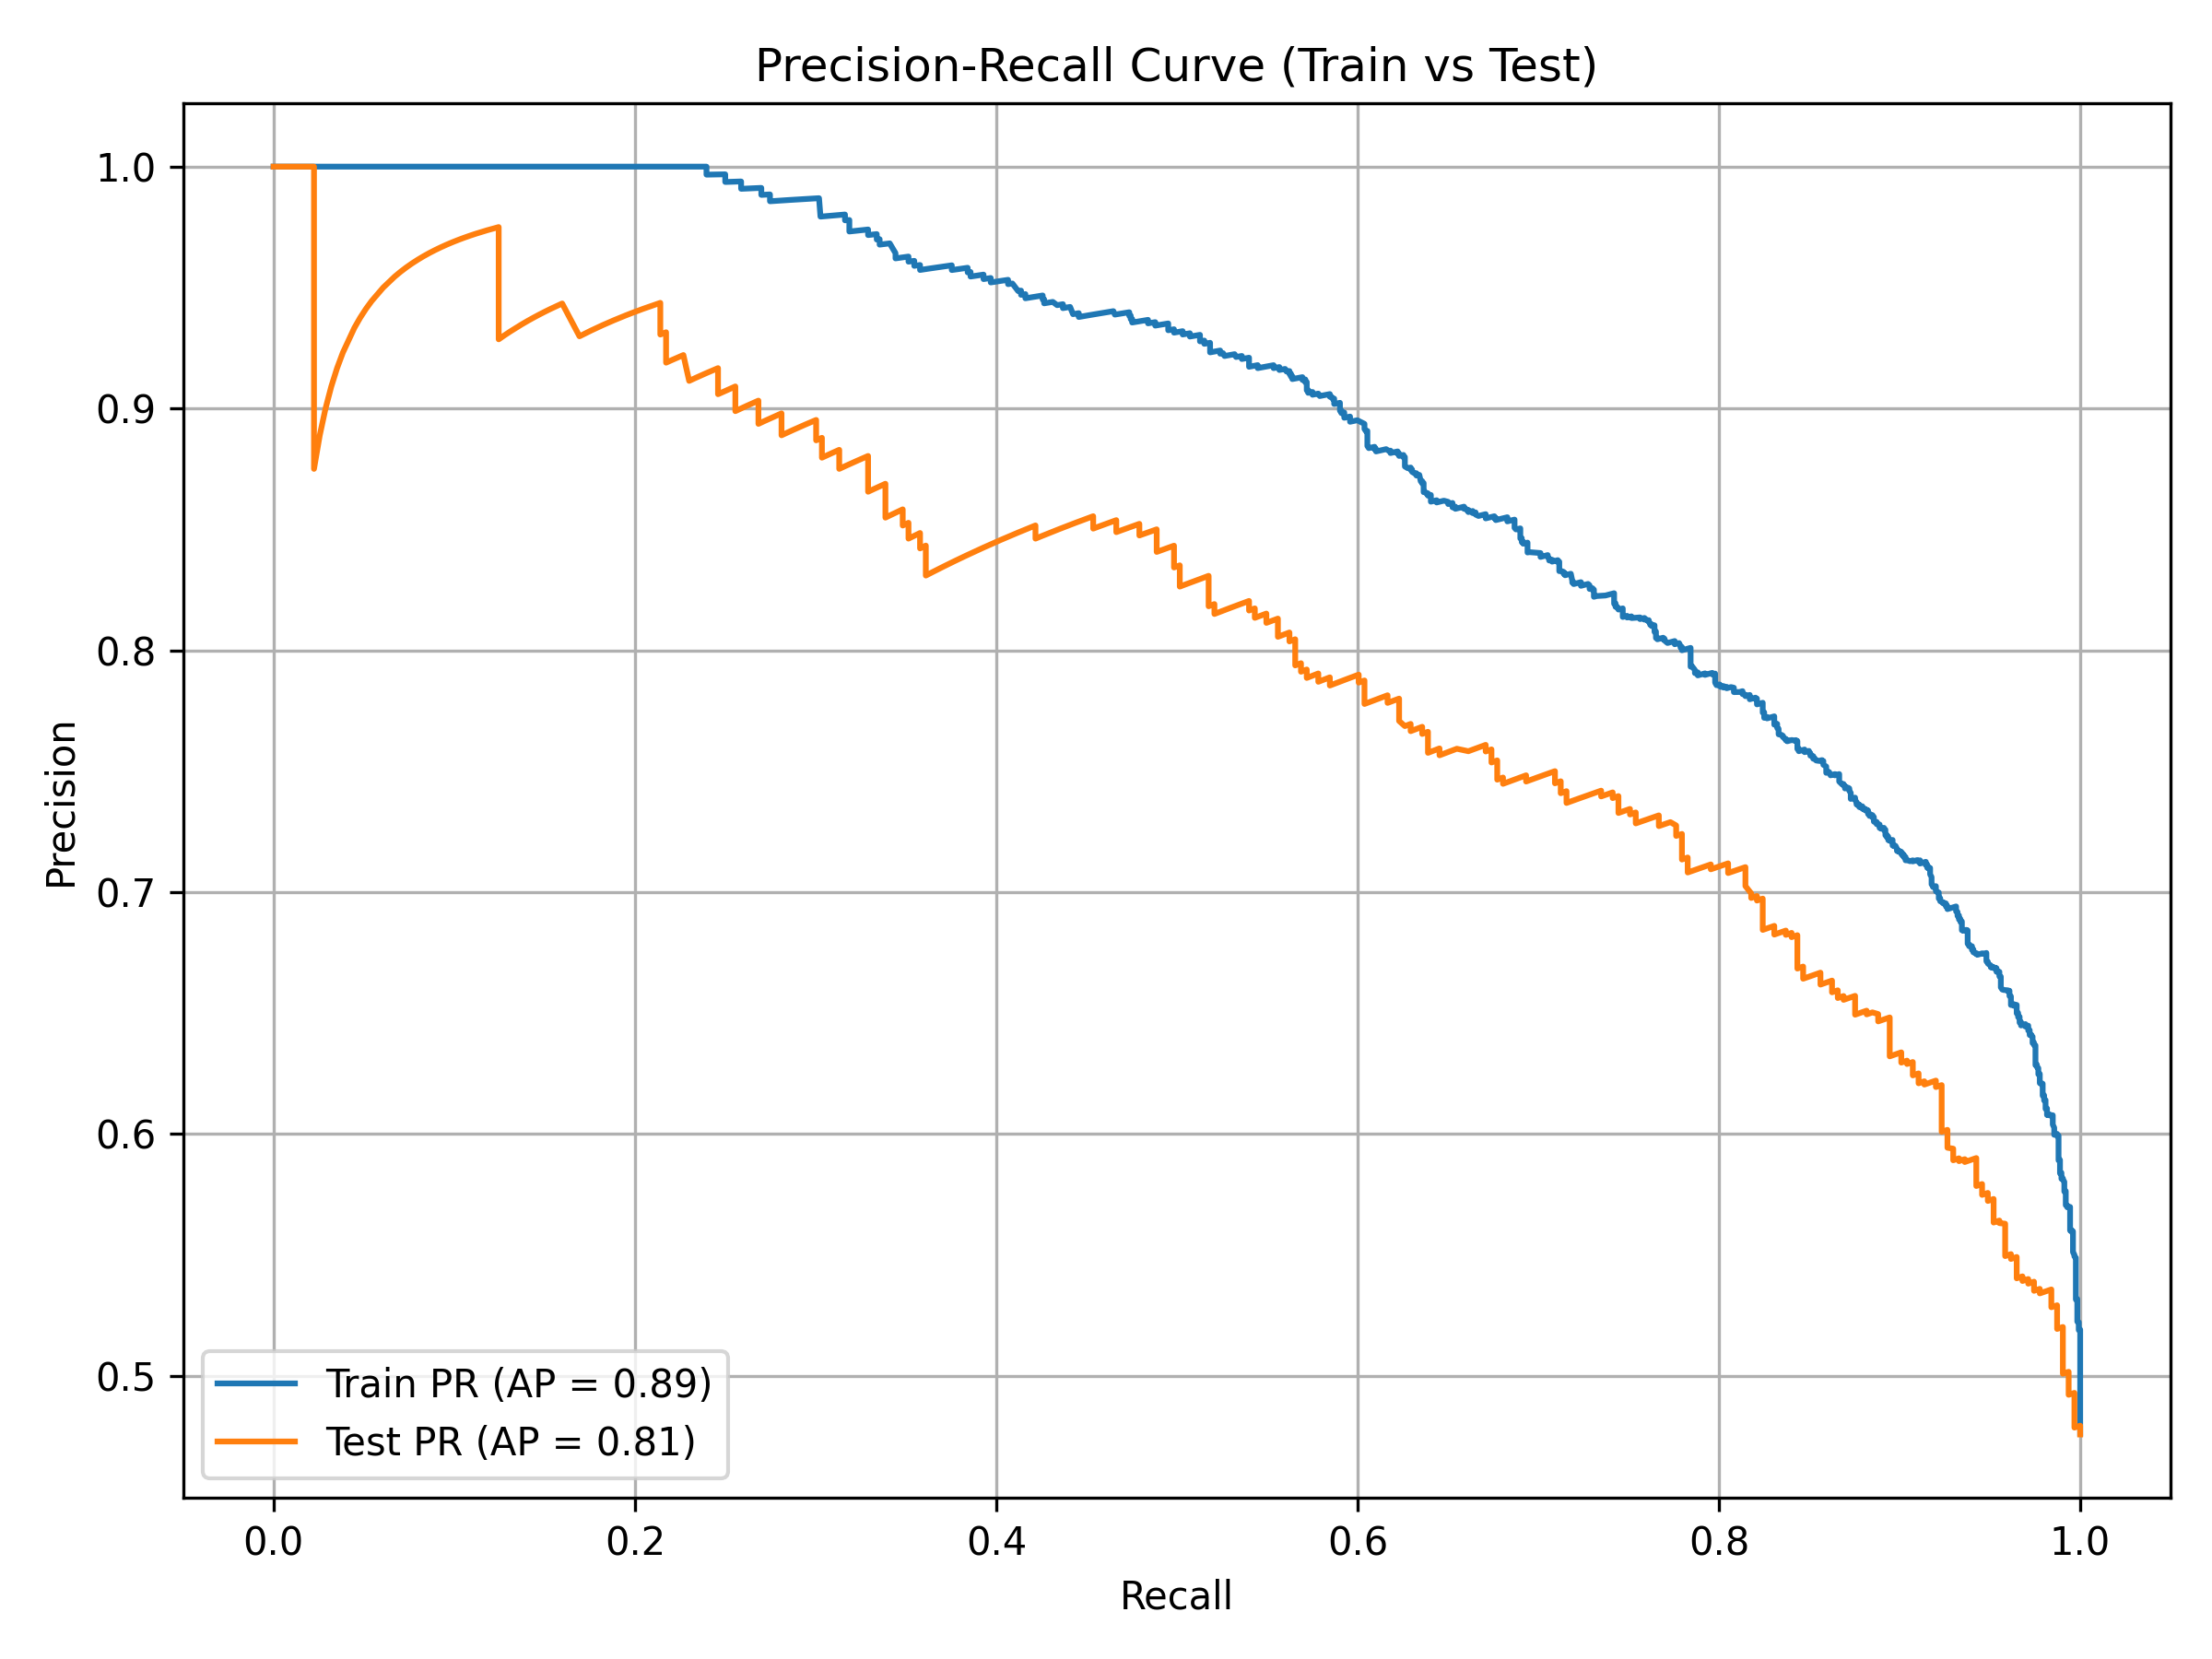 Precision-Recall Curve (Train vs Test)
Precision
1.0
0.9
0.8
0.7
0.6
0.5
Train PR (AP = 0.89)
Test PR (AP = 0.81)
0.0 0.2 0.4 0.6 0.8 1.0
Recall